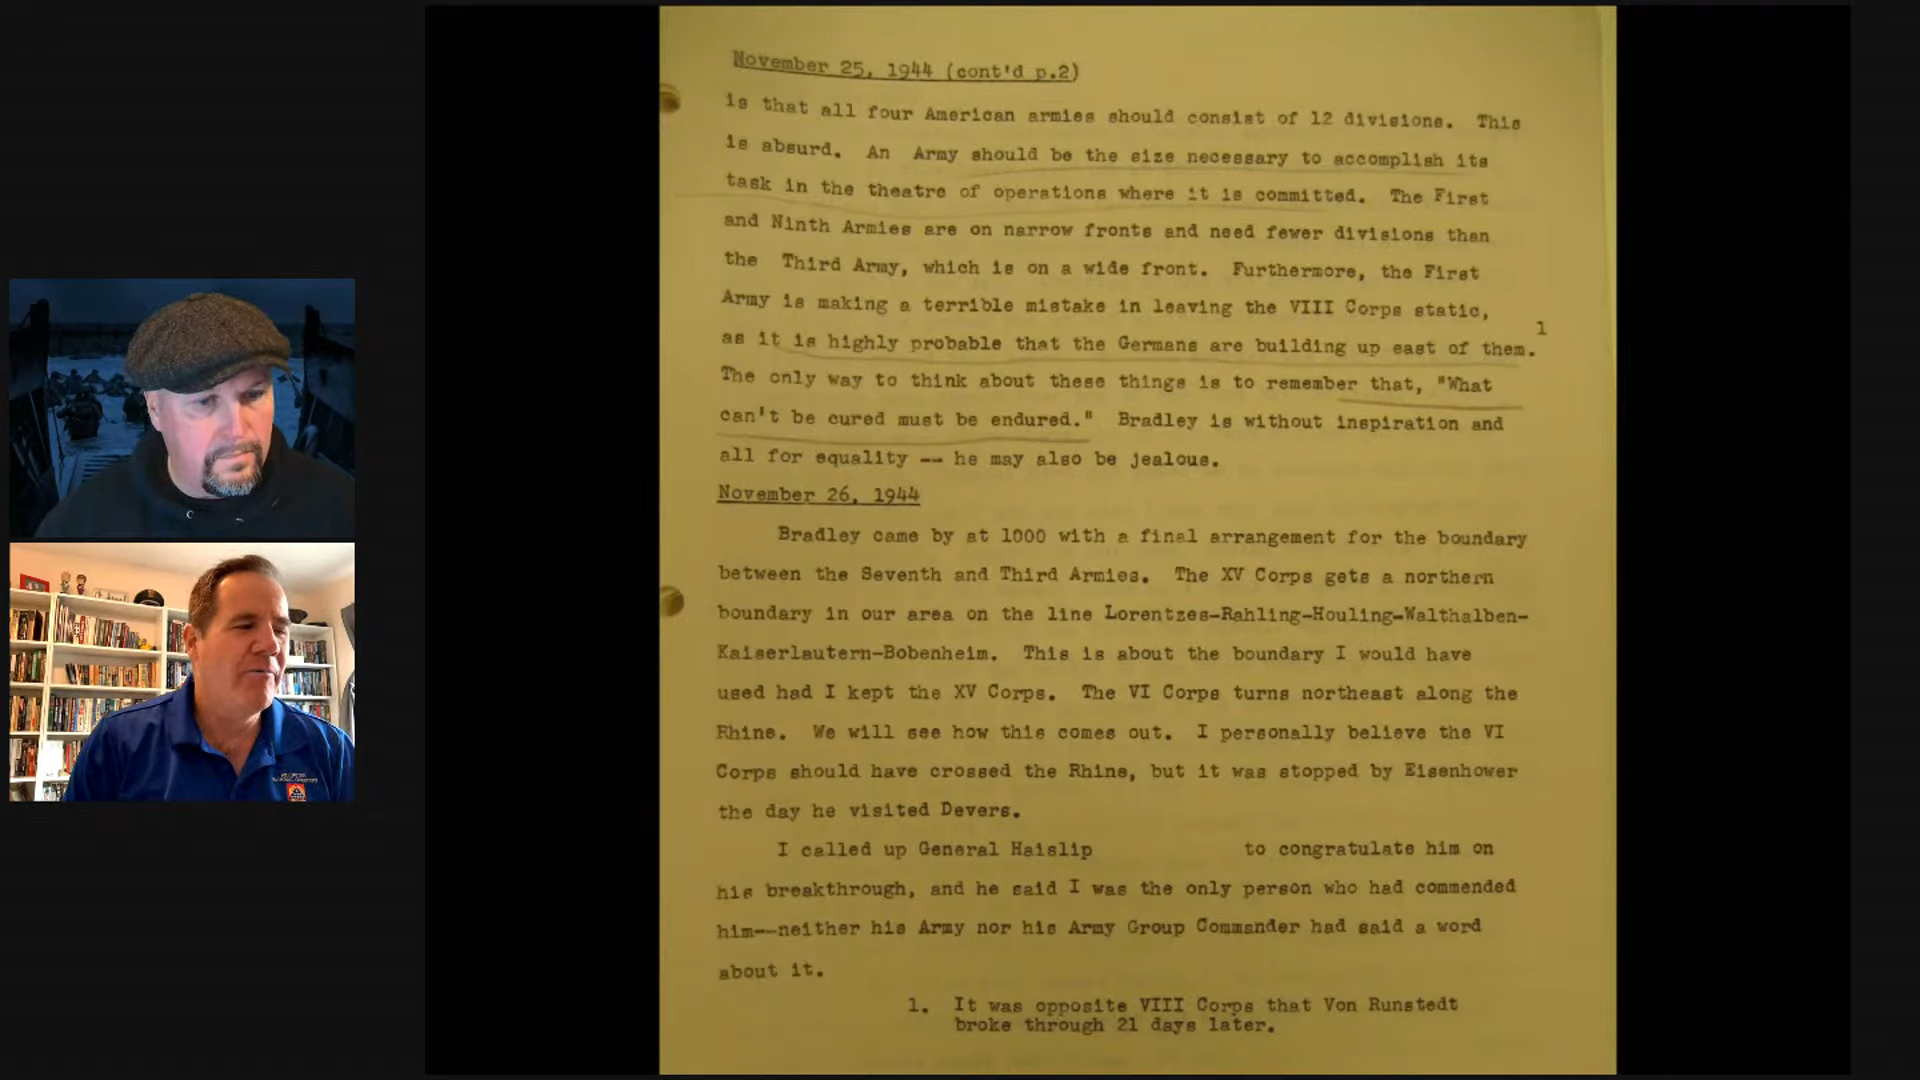 November 25, 1944 (cont'd p.2)
is that all four American armies should consist of 12 divisions. This
is absurd. An Army should be the size necessary to accomplish its
task in the theatre of operations where it is committed. The First
and Ninth Armies are on narrow fronts and need fewer divisions than
the Third Army, which is on a wide front. Furthermore, the First
Army is making a terrible mistake in leaving the VIII Corps static,
as it is highly probable that the Germans are building up east of them. 1
The only way to think about these things is to remember that, "What
can't be cured must be endured." Bradley is without inspiration and
all for equality -- he may also be jealous.
November 26, 1944
Bradley came by at 1000 with a final arrangement for the boundary
between the Seventh and Third Armies. The XV Corps gets a northern
boundary in our area on the line Lorentzes-Rahling-Houling-Walthalben-
Kaiserlautern-Bobenheim. This is about the boundary I would have
used had I kept the XV Corps. The VI Corps turns northeast along the
Rhine. We will see how this comes out. I personally believe the VI
Corps should have crossed the Rhine, but it was stopped by Eisenhower
the day he visited Devers.
I called up General Haislip to congratulate him on
his breakthrough, and he said I was the only person who had commended
him--neither his Army nor his Army Group Commander had said a word
about it.
1. It was opposite VIII Corps that Von Runstedt
broke through 21 days later.